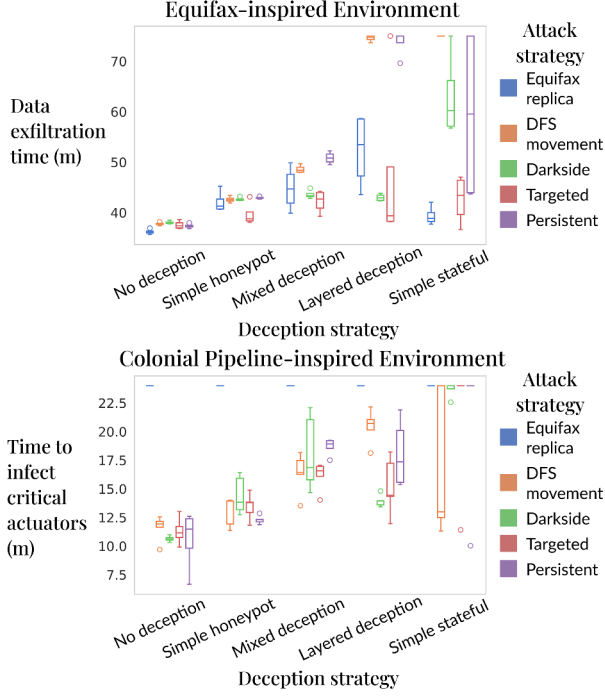 Equifax-inspired Environment
Data
exfiltration
time (m)
70
60
50
40
No deception
Simple honeypot
Mixed deception
Layered deception
Simple stateful
Deception strategy
Attack
strategy
Equifax
replica
DFS
movement
Darkside
Targeted
Persistent
Colonial Pipeline-inspired Environment
Time to
infect
critical
actuators
(m)
22.5
20.0
17.5
15.0
12.5
10.0
7.5
No deception
Simple honeypot
Mixed deception
Layered deception
Simple stateful
Deception strategy
Attack
strategy
Equifax
replica
DFS
movement
Darkside
Targeted
Persistent